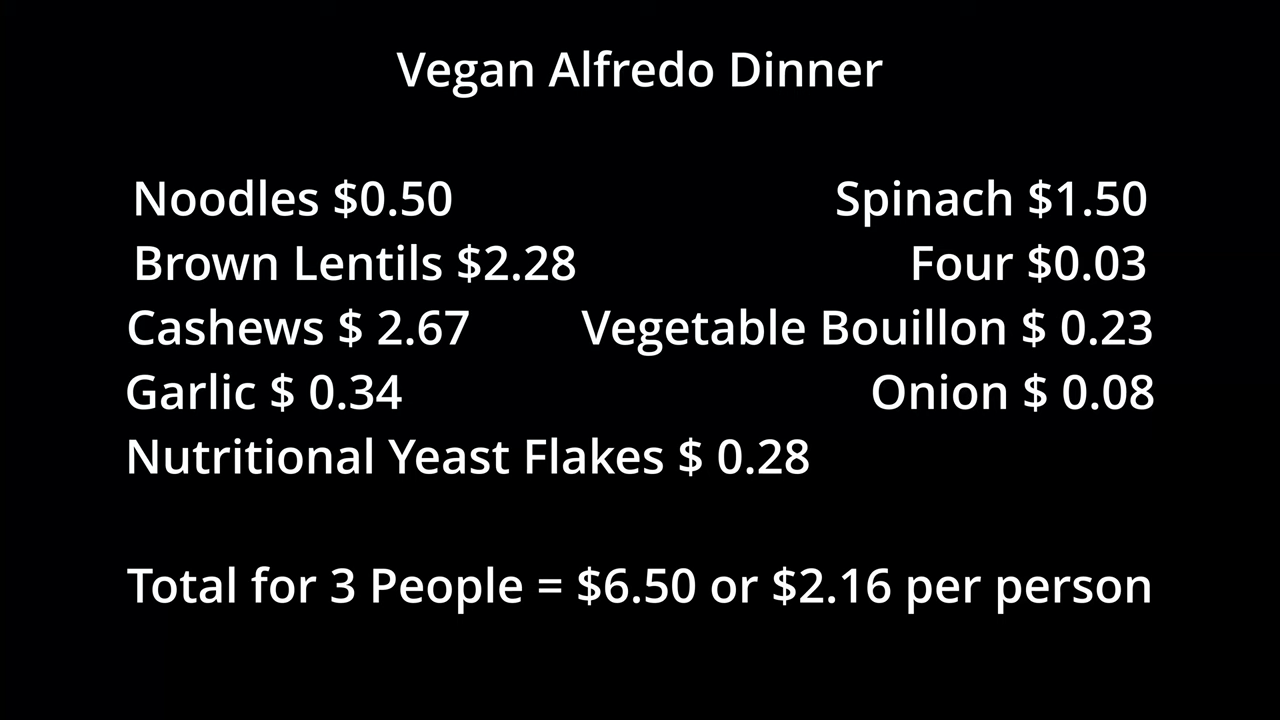 Vegan Alfredo Dinner
Noodles $0.50 Spinach $1.50
Brown Lentils $2.28 Four $0.03
Cashews $ 2.67 Vegetable Bouillon $ 0.23
Garlic $ 0.34 Onion $ 0.08
Nutritional Yeast Flakes $ 0.28
Total for 3 People = $6.50 or $2.16 per person